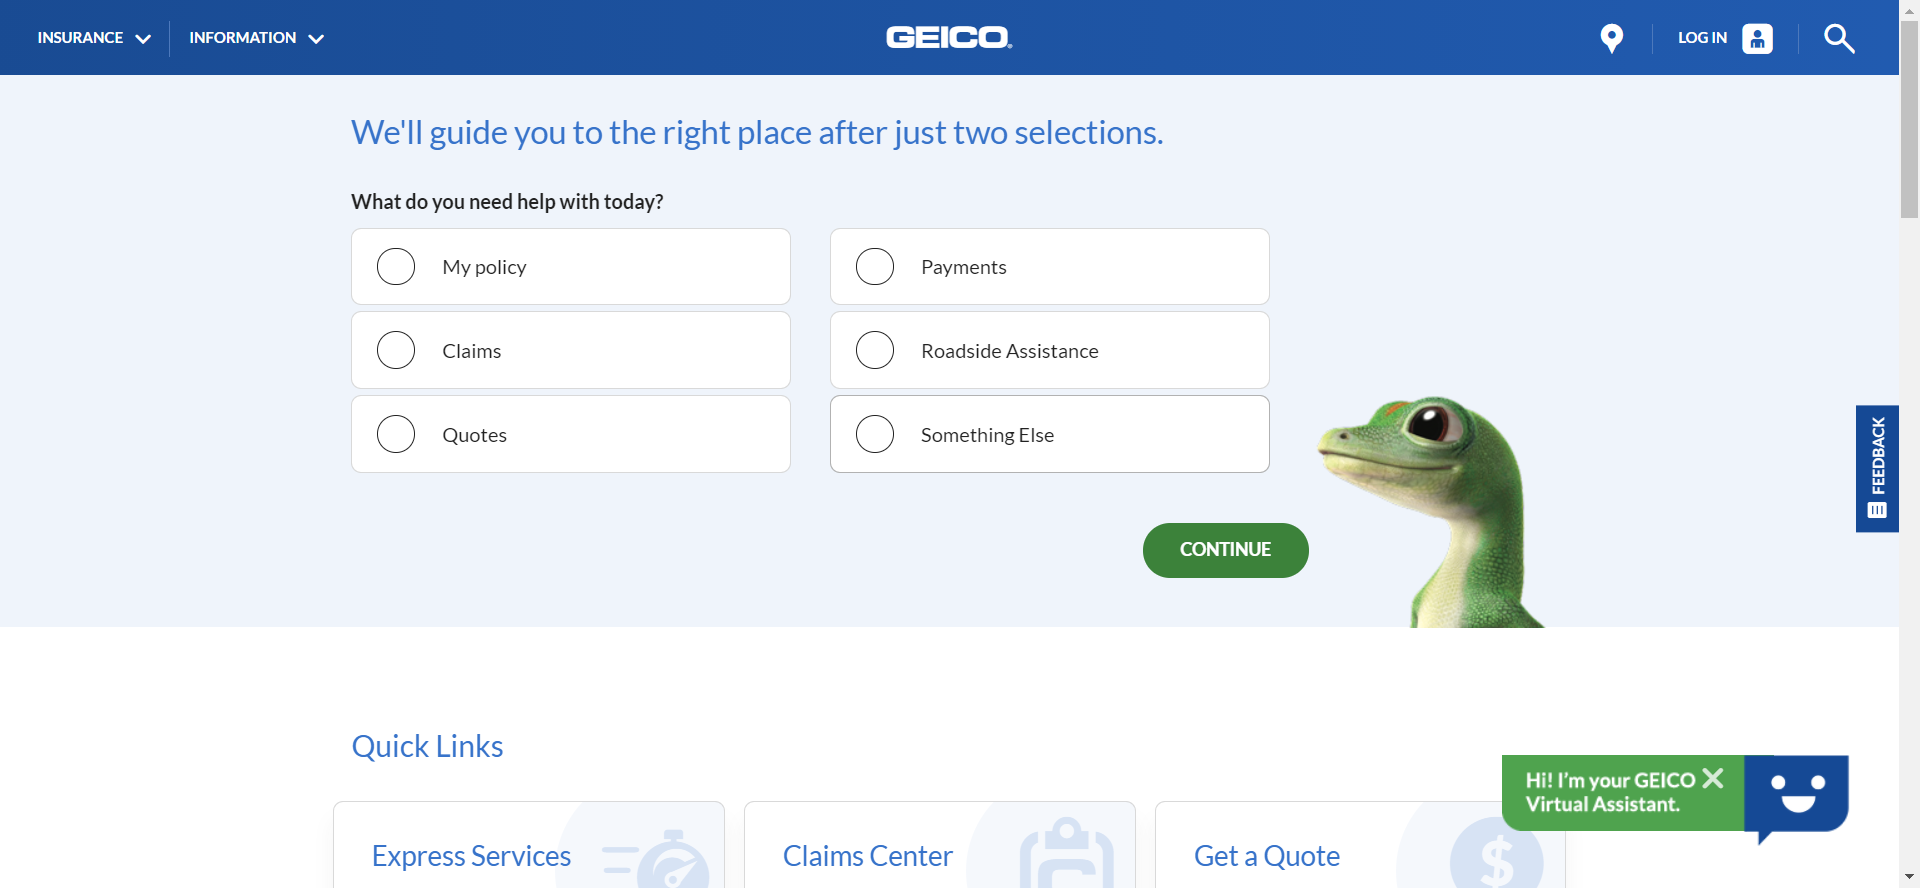 INSURANCE
INFORMATION
GEICO
LOG IN
We'll guide you to the right place after just two selections.
What do you need help with today?
My policy
Payments
Claims
Roadside Assistance
Quotes
Something Else
CONTINUE
FEEDBACK
Quick Links
Hi! I'm your GEICO
Virtual Assistant.
Express Services
Claims Center
Get a Quote